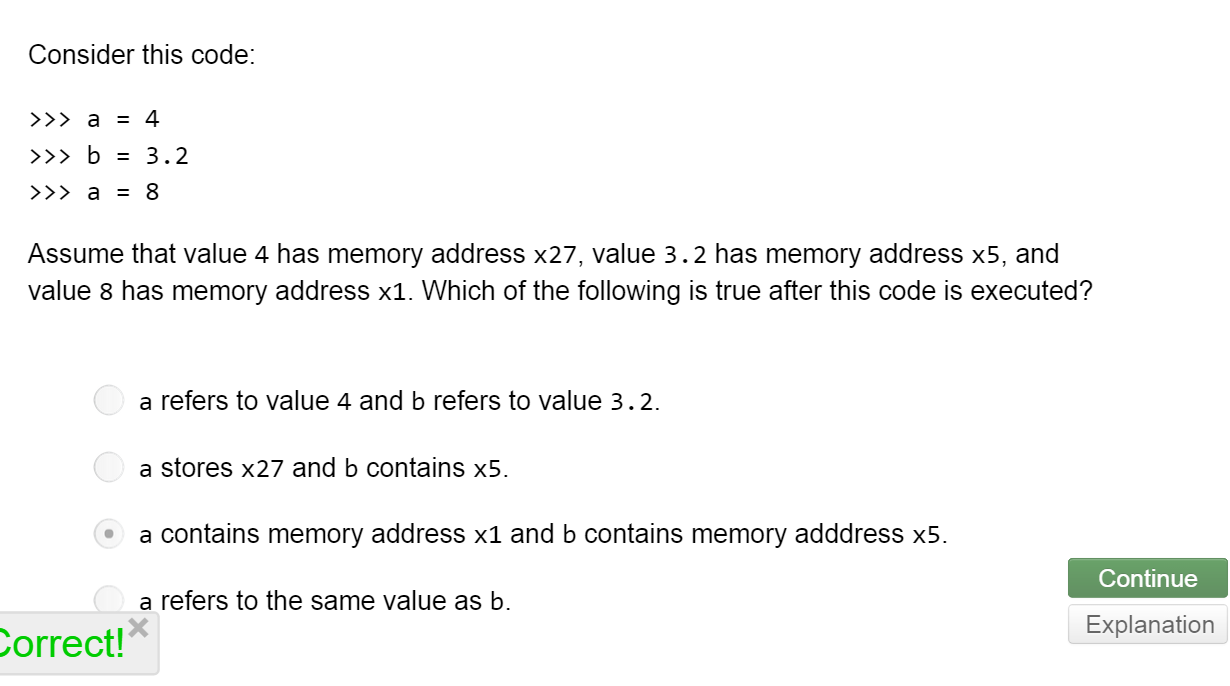 Consider this code:
>>> a = 4
>>> b = 3.2
>>> a = 8
Assume that value 4 has memory address x27, value 3.2 has memory address x5, and
value 8 has memory address x1. Which of the following is true after this code is executed?
a refers to value 4 and b refers to value 3.2.
a stores x27 and b contains x5.
a contains memory address x1 and b contains memory adddress x5.
a refers to the same value as b.
Continue
Explanation
Correct!